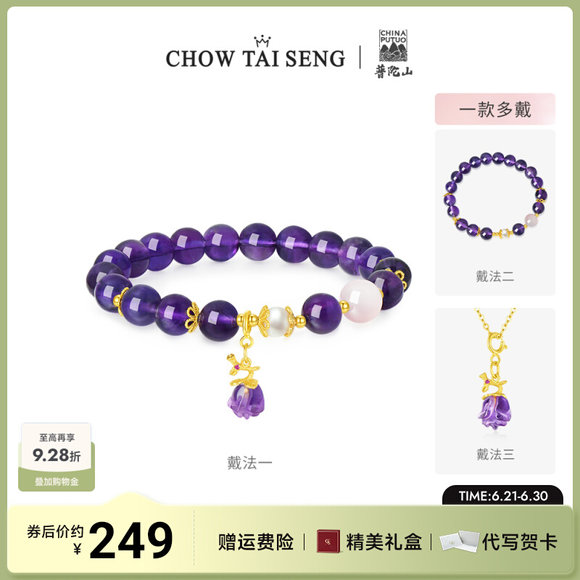 CHOW TAI SENG
CHINA
PUTUO
普陀山
一款多戴
戴法二
戴法一
戴法三
至高再享
9.28折
叠加购物金
TIME:6.21-6.30
券后价约
¥249
赠运费险
精美礼盒
代写贺卡